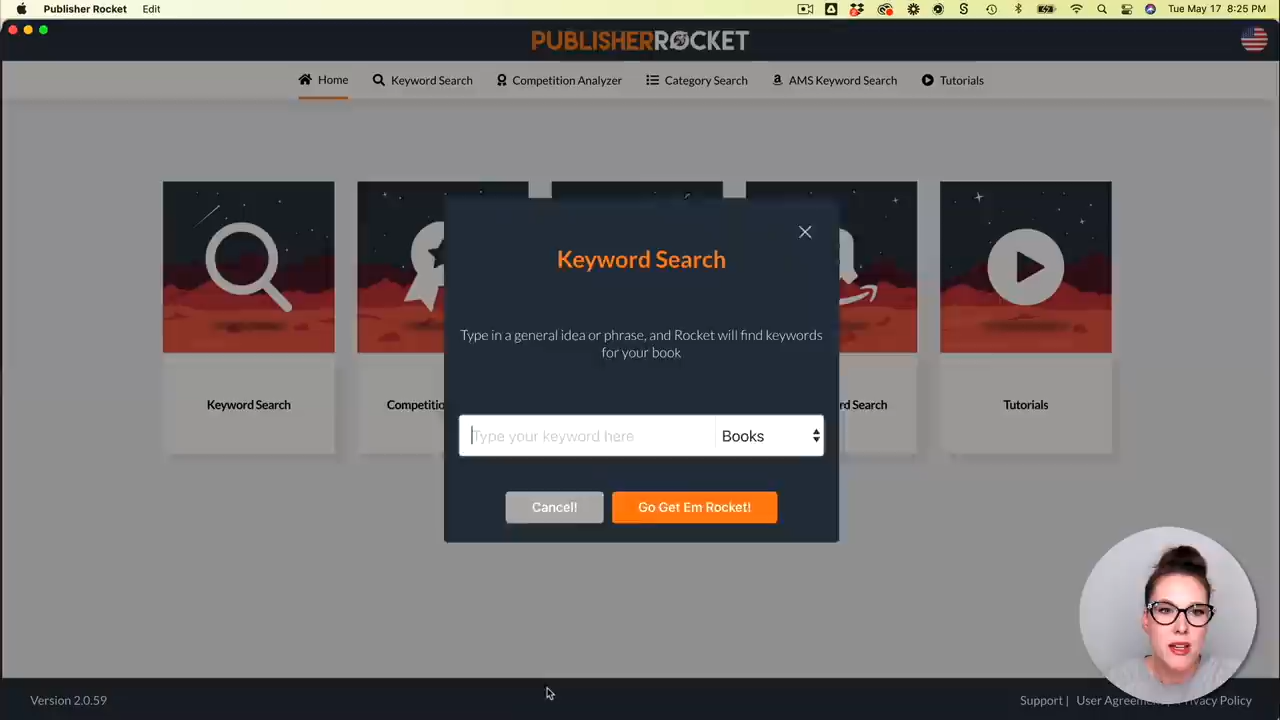 Publisher Rocket Edit Tue May 17 8:25 PM
PUBLISHERROCKET
Home Keyword Search Competition Analyzer Category Search AMS Keyword Search Tutorials
Keyword Search
Type in a general idea or phrase, and Rocket will find keywords
for your book
Keyword Search Competitio rd Search Tutorials
Type your keyword here Books
Cancel! Go Get Em Rocket!
Version 2.0.59 Support | User Agreement | Privacy Policy